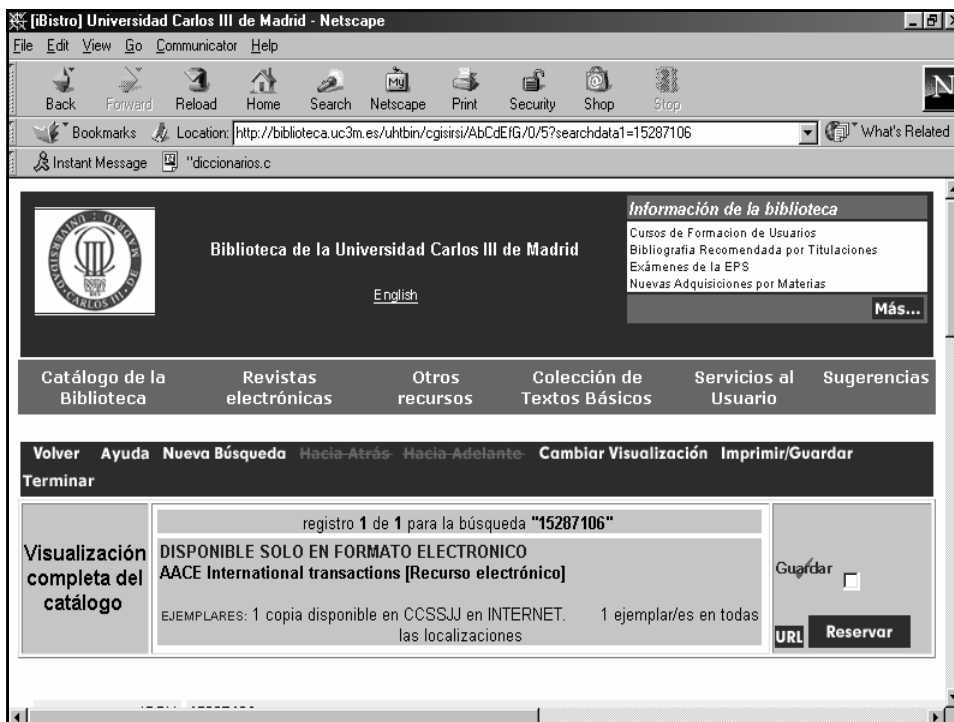 [iBistro] Universidad Carlos III de Madrid - Netscape
File Edit View Go Communicator Help
Back Forward Reload Home Search Netscape Print Security Shop Stop
My
N
Bookmarks Location: http://biblioteca.uc3m.es/uhtbin/cgisirsi/AbCdEfG/0/5?searchdata1=15287106 What's Related
Instant Message "diccionarios.c
UNIVERSIDAD·CARLOS III·DE MADRID
Biblioteca de la Universidad Carlos III de Madrid
English
Información de la biblioteca
Cursos de Formacion de Usuarios
Bibliografia Recomendada por Titulaciones
Exámenes de la EPS
Nuevas Adquisiciones por Materias
Más...
Catálogo de la Biblioteca
Revistas electrónicas
Otros recursos
Colección de Textos Básicos
Servicios al Usuario
Sugerencias
Volver Ayuda Nueva Búsqueda Hacia Atrás Hacia Adelante Cambiar Visualización Imprimir/Guardar
Terminar
Visualización
completa del
catálogo
registro 1 de 1 para la búsqueda "15287106"
DISPONIBLE SOLO EN FORMATO ELECTRONICO
AACE International transactions [Recurso electrónico]
EJEMPLARES: 1 copia disponible en CCSSJJ en INTERNET. 1 ejemplar/es en todas
las localizaciones
Guardar
URL Reservar